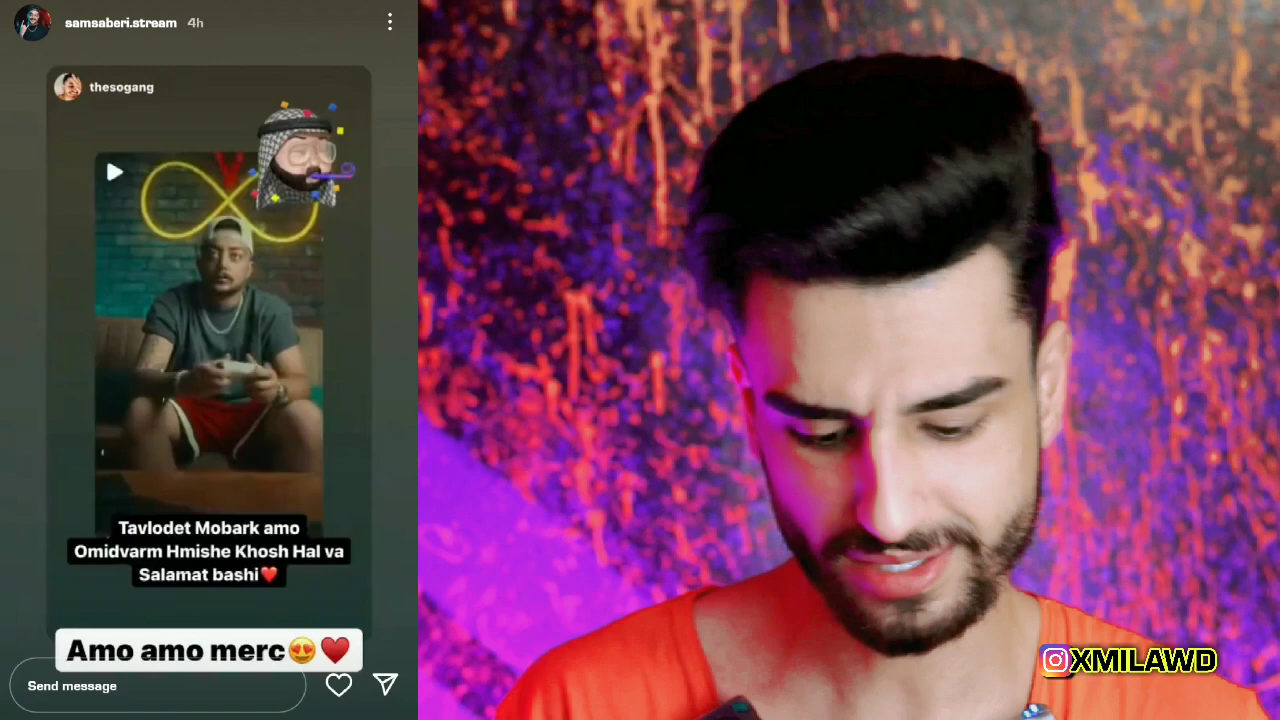 samsaberi.stream 4h
thesogang
Tavlodet Mobark amo
Omidvarm Hmishe Khosh Hal va
Salamat bashi❤️
Amo amo merc😍♥️
Send message
XMILAWD